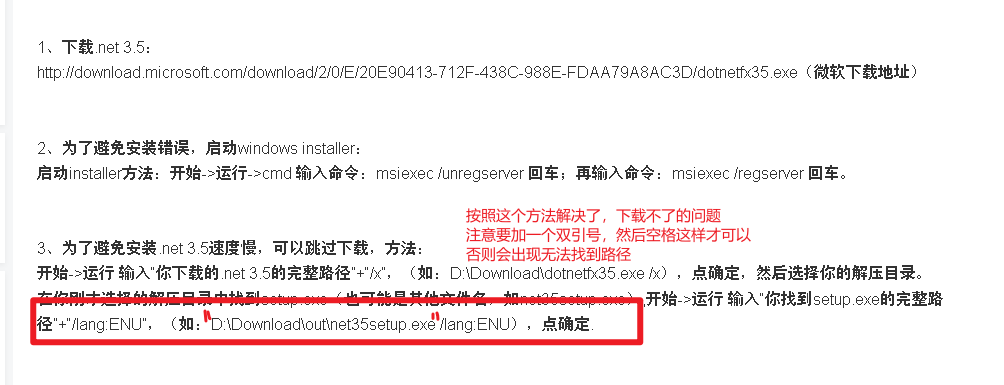 1、下载.net 3.5：
http://download.microsoft.com/download/2/0/E/20E90413-712F-438C-988E-FDAA79A8AC3D/dotnetfx35.exe（微软下载地址）
2、为了避免安装错误，启动windows installer：
启动installer方法：开始->运行->cmd 输入命令：msiexec /unregserver 回车；再输入命令：msiexec /regserver 回车。
按照这个方法解决了，下载不了的问题
注意要加一个双引号，然后空格这样才可以
否则会出现无法找到路径
3、为了避免安装.net 3.5速度慢，可以跳过下载，方法：
开始->运行 输入"你下载的.net 3.5的完整路径"+"/x"，（如：D:\Download\dotnetfx35.exe /x），点确定，然后选择你的解压目录。
在你刚才选择的解压目录中找到setup.exe（也可能是其他文件名，如net35setup.exe）,开始->运行 输入"你找到setup.exe的完整路
径"+"/lang:ENU"，（如："D:\Download\out\net35setup.exe"/lang:ENU），点确定.